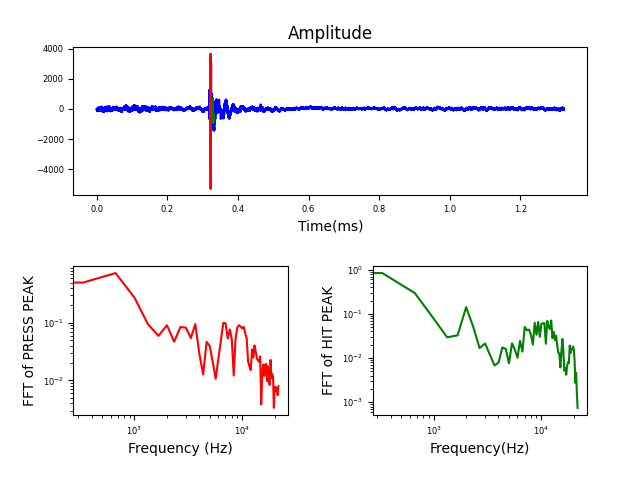 Amplitude
4000
2000
0
−2000
−4000
0.0 0.2 0.4 0.6 0.8 1.0 1.2
Time(ms)
FFT of PRESS PEAK
10⁻¹
10⁻²
10³ 10⁴
Frequency (Hz)
FFT of HIT PEAK
10⁰
10⁻¹
10⁻²
10⁻³
10³ 10⁴
Frequency(Hz)